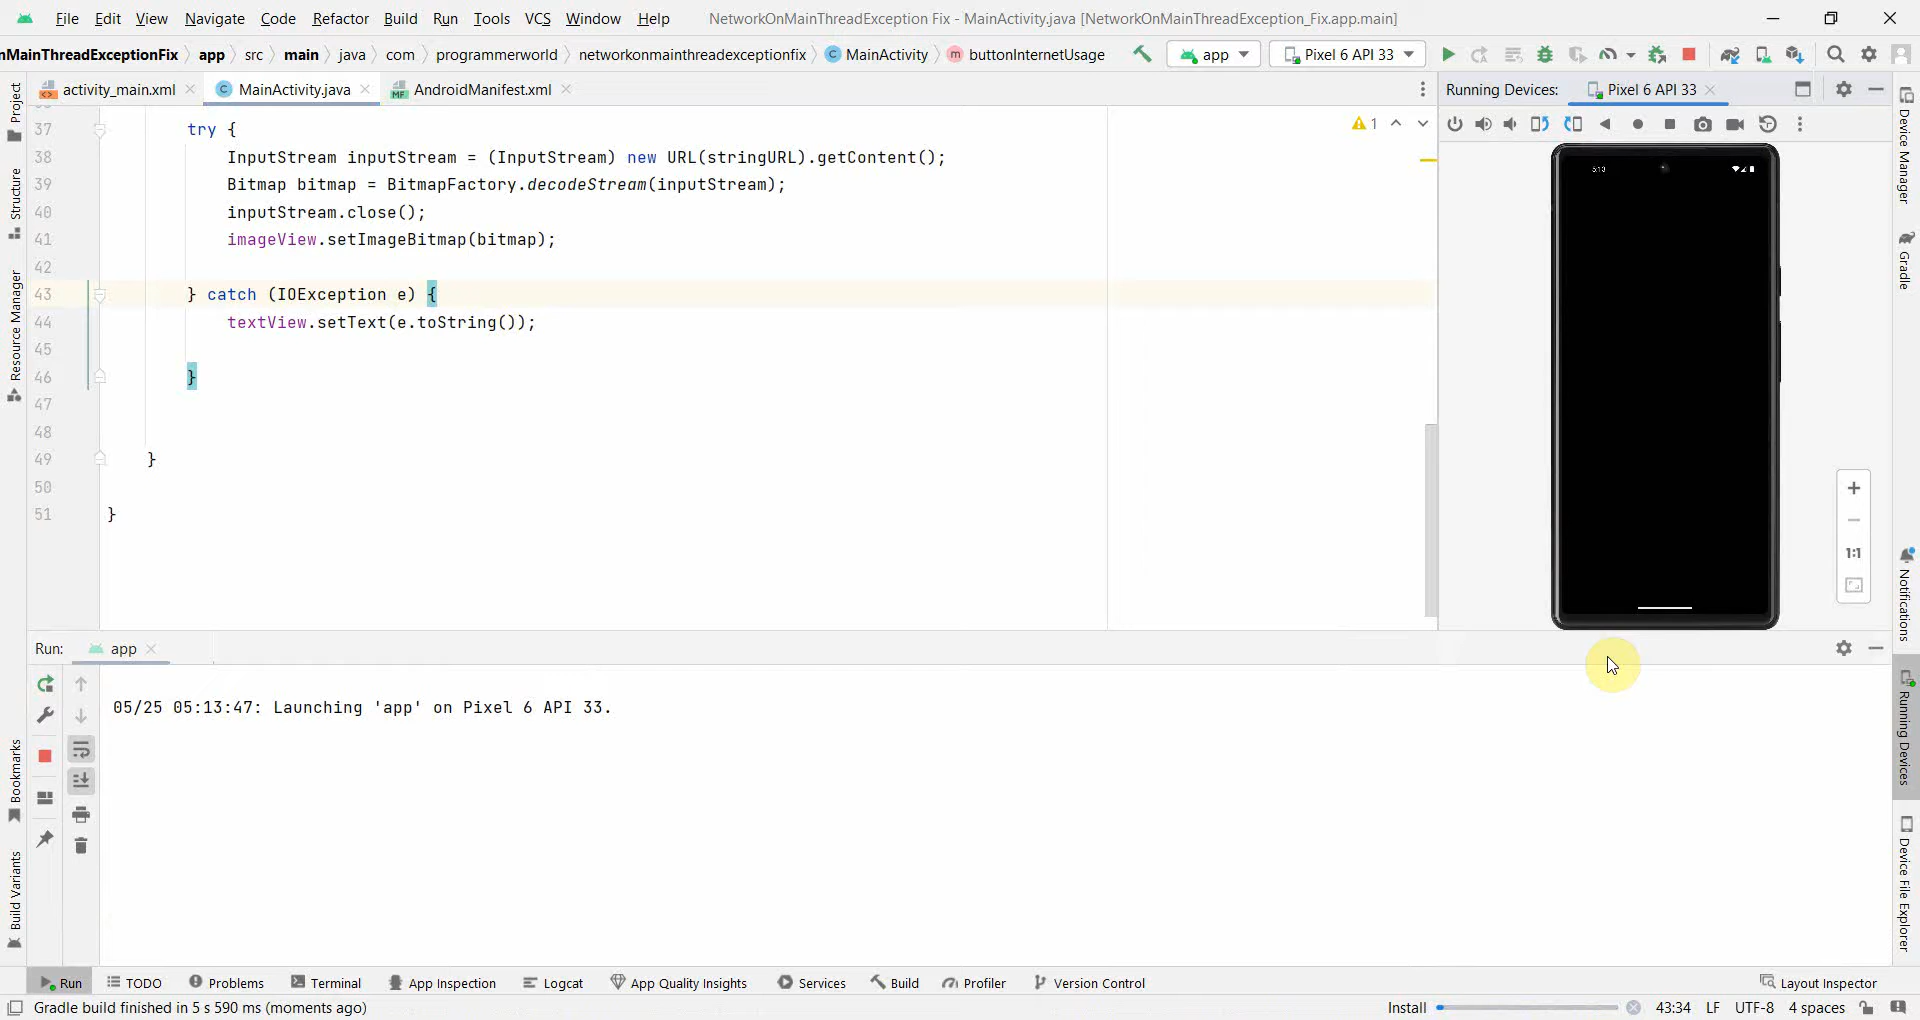 File Edit View Navigate Code Refactor Build Run Tools VCS Window Help NetworkOnMainThreadException Fix - MainActivity.java [NetworkOnMainThreadException_Fix.app.main]
nMainThreadExceptionFix app src main java com programmerworld networkonmainthreadexceptionfix C MainActivity m buttonInternetUsage app Pixel 6 API 33
activity_main.xml C MainActivity.java MF AndroidManifest.xml Running Devices: Pixel 6 API 33
1
5:13
37 try {
38 InputStream inputStream = (InputStream) new URL(stringURL).getContent();
39 Bitmap bitmap = BitmapFactory.decodeStream(inputStream);
40 inputStream.close();
41 imageView.setImageBitmap(bitmap);
42
43 } catch (IOException e) {
44 textView.setText(e.toString());
45
46 }
47
48
49 }
50
51 }
1:1
Project
Structure
Resource Manager
Bookmarks
Build Variants
Device Manager
Gradle
Notifications
Running Devices
Device File Explorer
Run: app
05/25 05:13:47: Launching 'app' on Pixel 6 API 33.
Run TODO Problems Terminal App Inspection Logcat App Quality Insights Services Build Profiler Version Control Layout Inspector
Gradle build finished in 5 s 590 ms (moments ago) Install 43:34 LF UTF-8 4 spaces